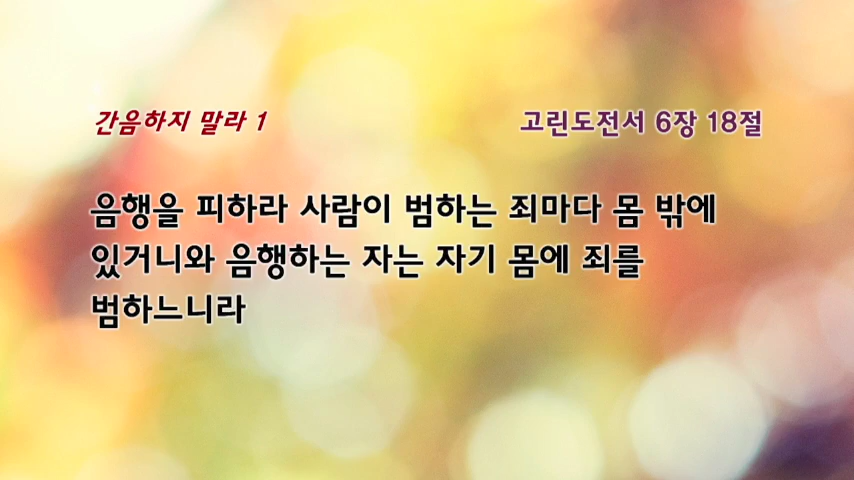 간음하지 말라 1 고린도전서 6장 18절
음행을 피하라 사람이 범하는 죄마다 몸 밖에
있거니와 음행하는 자는 자기 몸에 죄를
범하느니라